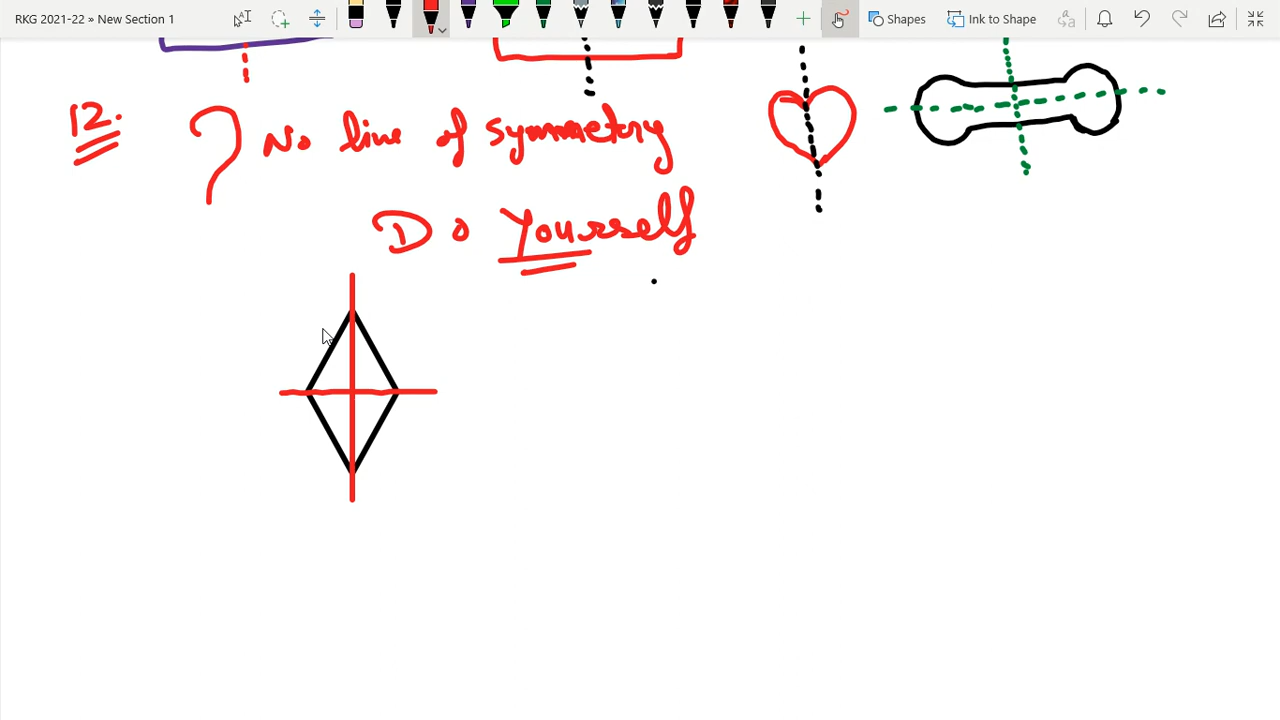 RKG 2021-22 » New Section 1
Shapes
Ink to Shape
12.
? No line of symmetry
Do Yourself